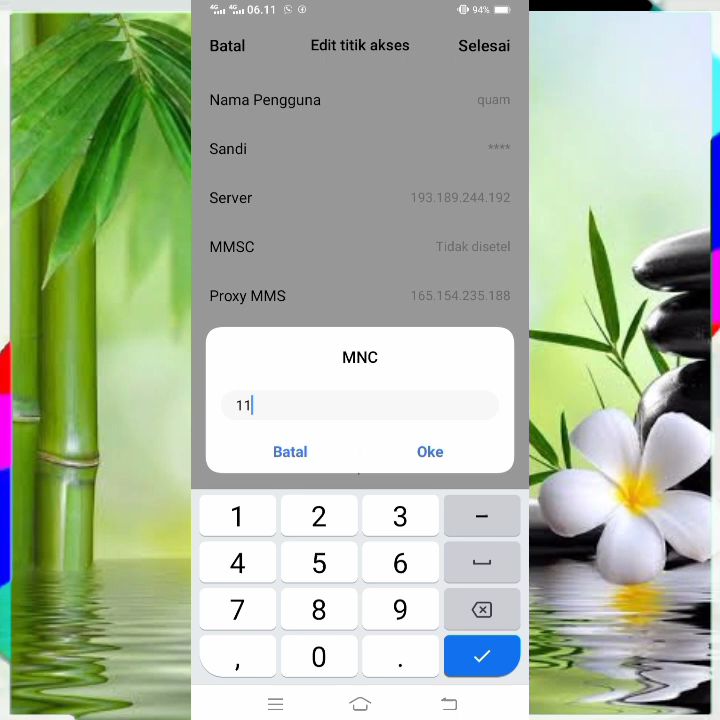 4G 4G 06.11 94%
Batal Edit titik akses Selesai
Nama Pengguna quam
Sandi ****
Server 193.189.244.192
MMSC Tidak disetel
Proxy MMS 165.154.235.188
MNC
11
Batal Oke
1 2 3 -
4 5 6
7 8 9
, 0 .